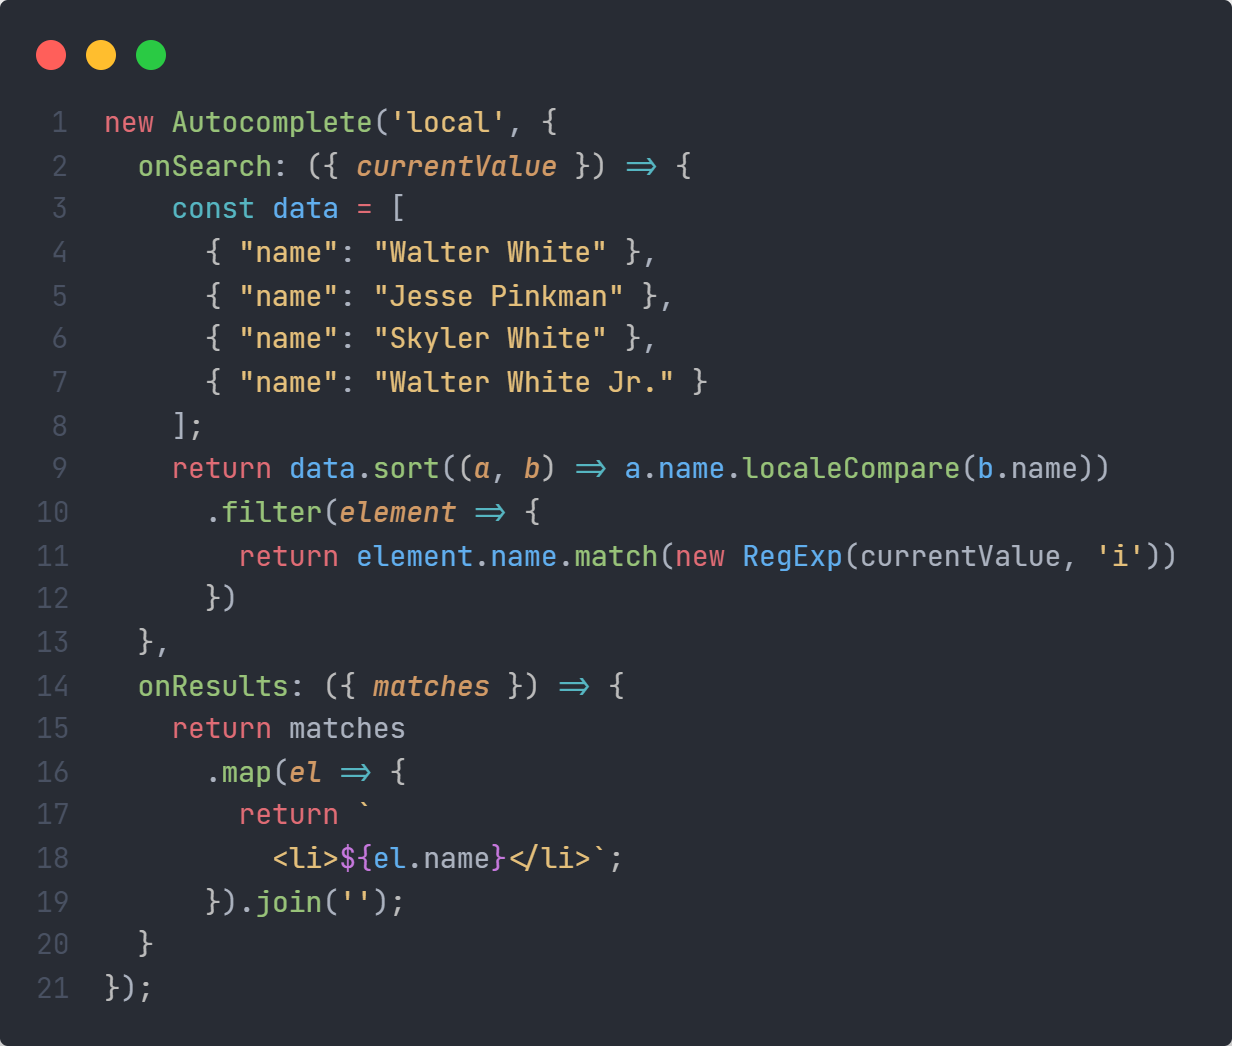 1 new Autocomplete('local', {
2   onSearch: ({ currentValue }) => {
3     const data = [
4       { "name": "Walter White" },
5       { "name": "Jesse Pinkman" },
6       { "name": "Skyler White" },
7       { "name": "Walter White Jr." }
8     ];
9     return data.sort((a, b) => a.name.localeCompare(b.name))
10       .filter(element => {
11         return element.name.match(new RegExp(currentValue, 'i'))
12       })
13   },
14   onResults: ({ matches }) => {
15     return matches
16       .map(el => {
17         return `
18           <li>${el.name}</li>`;
19       }).join('');
20   }
21 });